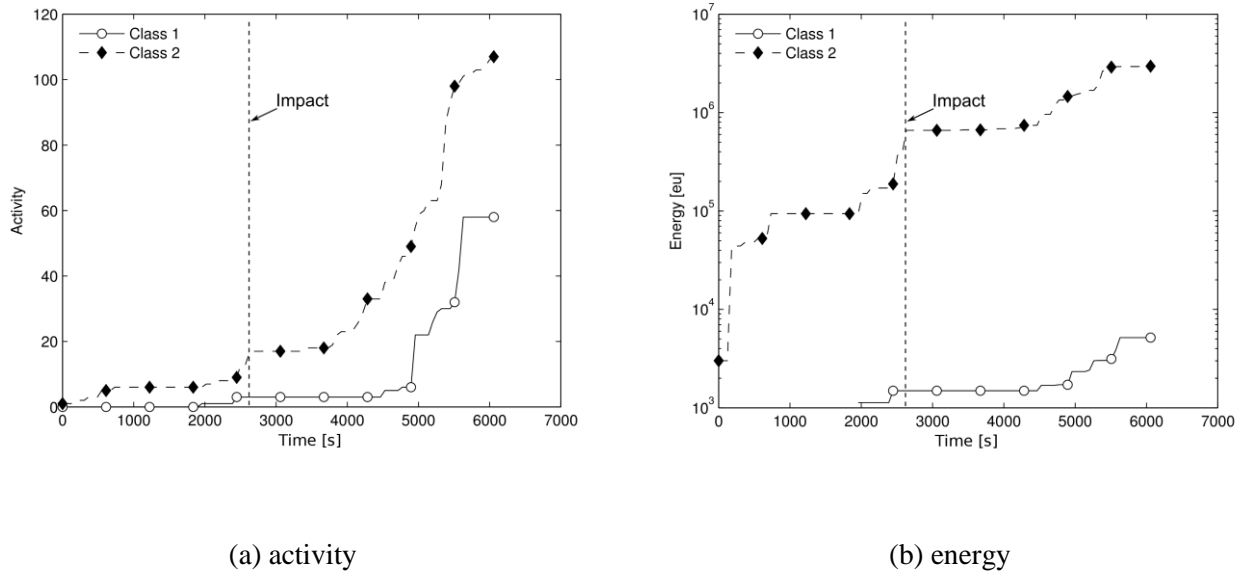 Class 1
Class 2
Impact
Activity
120
100
80
60
40
20
0
0 1000 2000 3000 4000 5000 6000 7000
Time [s]
(a) activity
Class 1
Class 2
Impact
Energy [eu]
10^7
10^6
10^5
10^4
10^3
0 1000 2000 3000 4000 5000 6000 7000
Time [s]
(b) energy